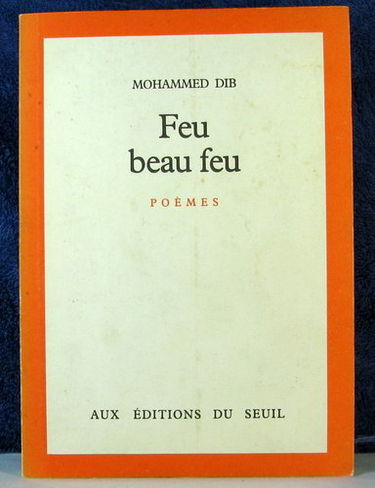 MOHAMMED DIB
Feu
beau feu
POÈMES
AUX ÉDITIONS DU SEUIL